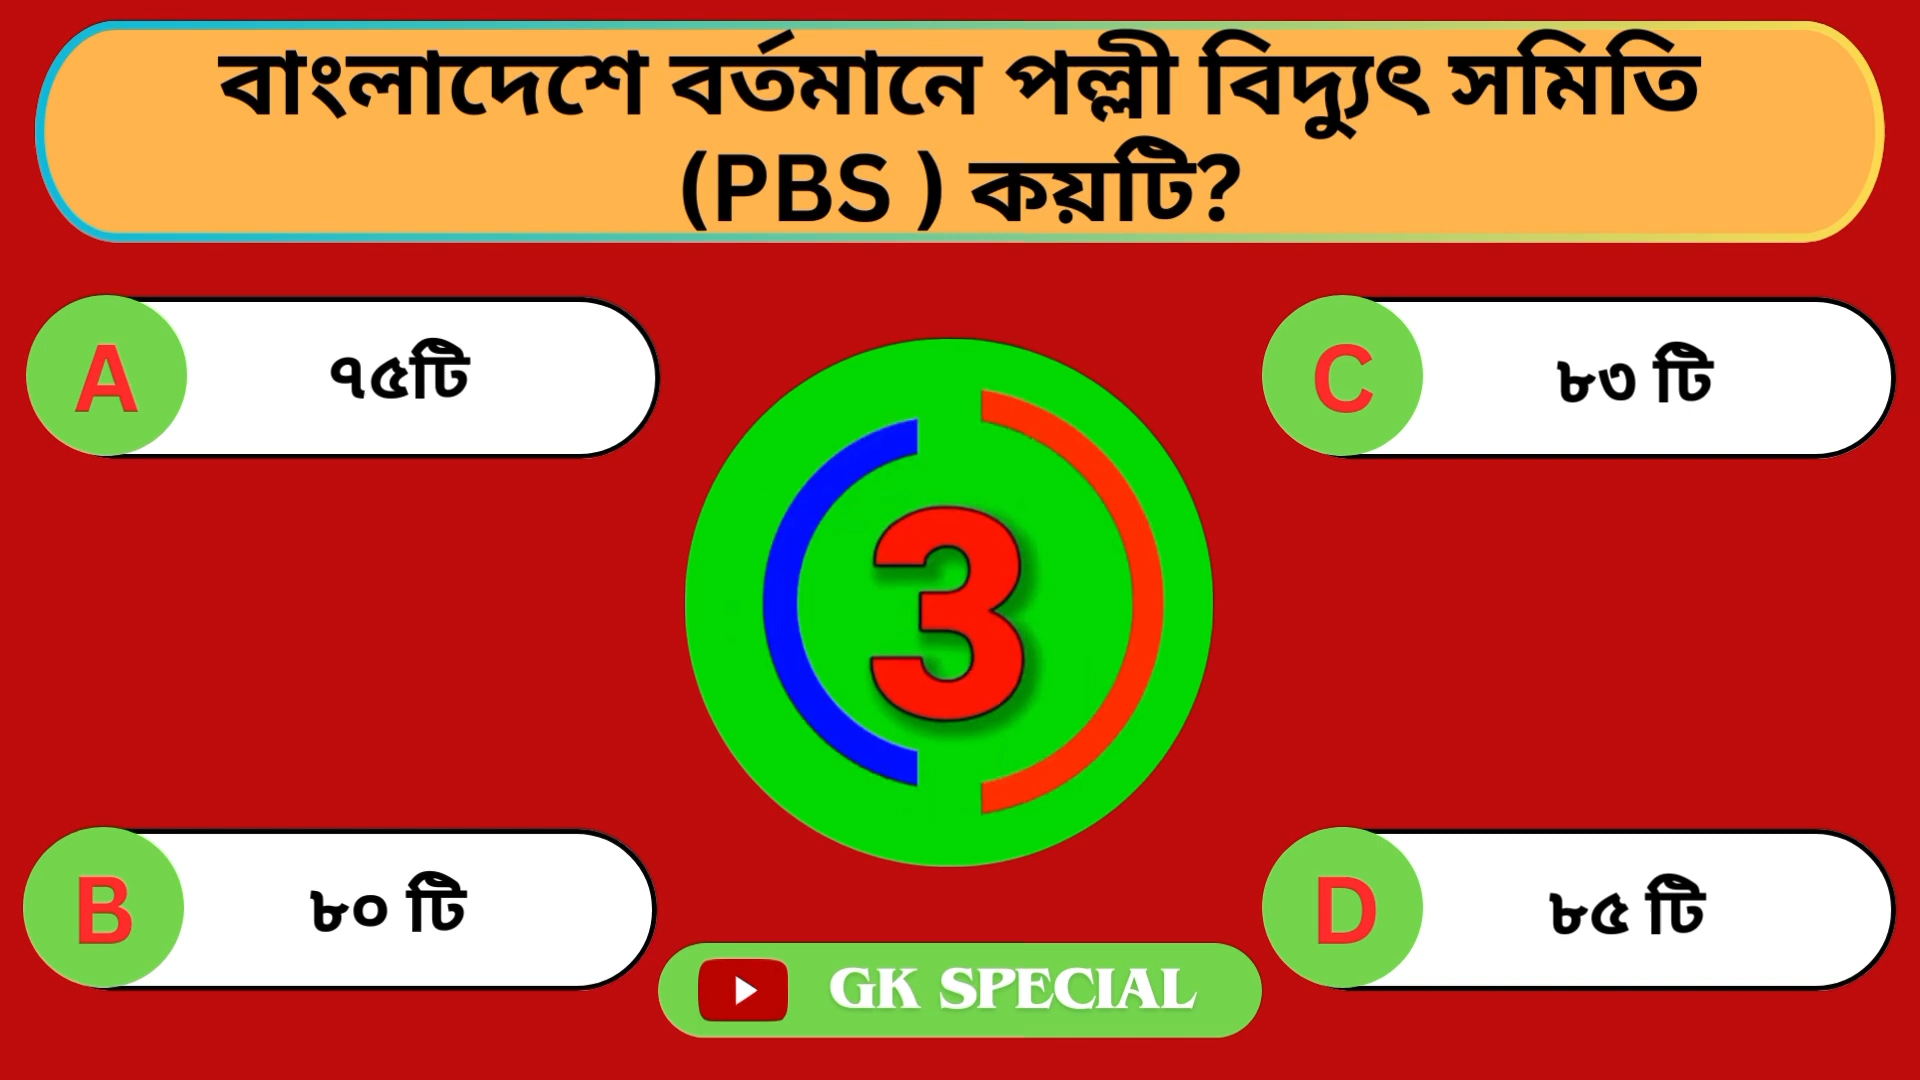 বাংলাদেশে বর্তমানে পল্লী বিদ্যুৎ সমিতি
(PBS ) কয়টি?
A ৭৫টি
C ৮৩ টি
3
B ৮০ টি
D ৮৫ টি
GK SPECIAL